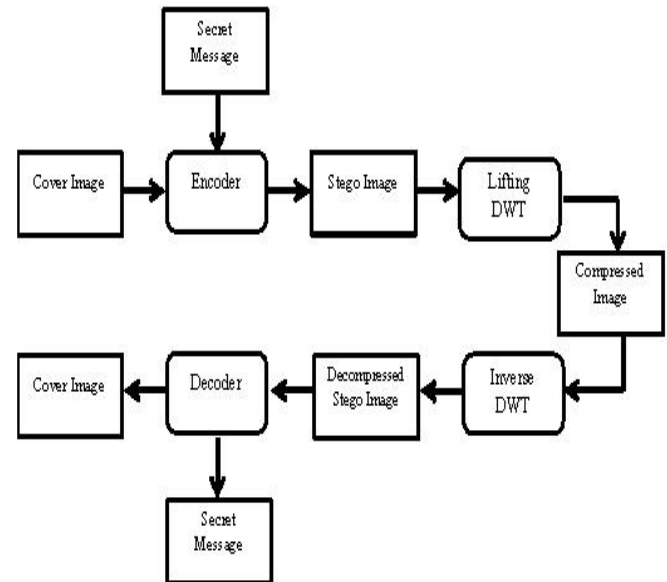 Secret
Message
Cover Image
Encoder
Stego Image
Lifting
DWT
Compressed
Image
Cover Image
Decoder
Decompressed
Stego Image
Inverse
DWT
Secret
Message